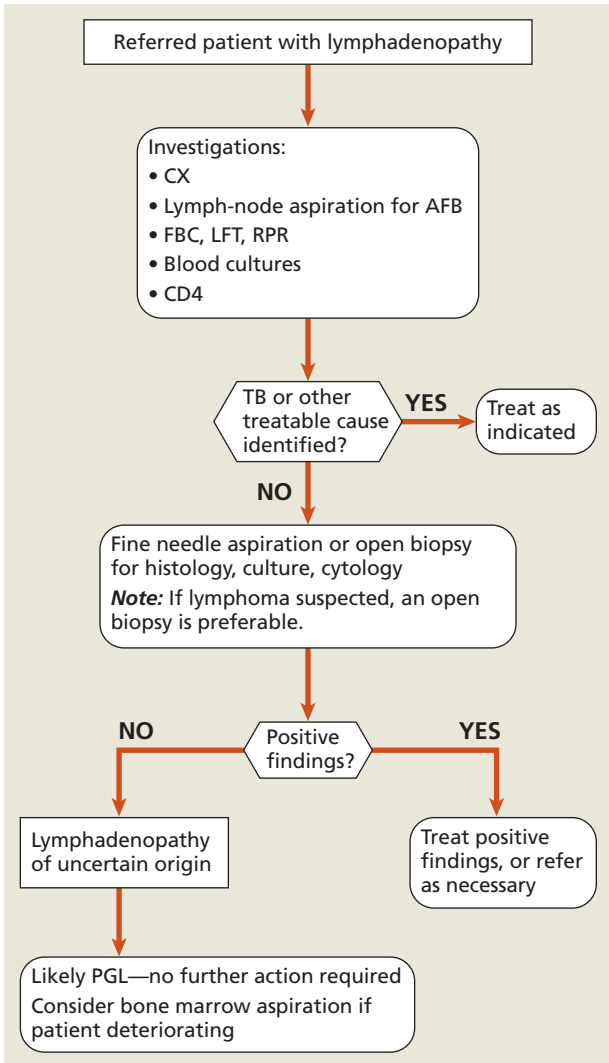 Referred patient with lymphadenopathy
Investigations:
• CX
• Lymph-node aspiration for AFB
• FBC, LFT, RPR
• Blood cultures
• CD4
TB or other
treatable cause
identified?
YES
Treat as
indicated
NO
Fine needle aspiration or open biopsy
for histology, culture, cytology
Note: If lymphoma suspected, an open
biopsy is preferable.
NO
Positive
findings?
YES
Lymphadenopathy
of uncertain origin
Treat positive
findings, or refer
as necessary
Likely PGL—no further action required
Consider bone marrow aspiration if
patient deteriorating